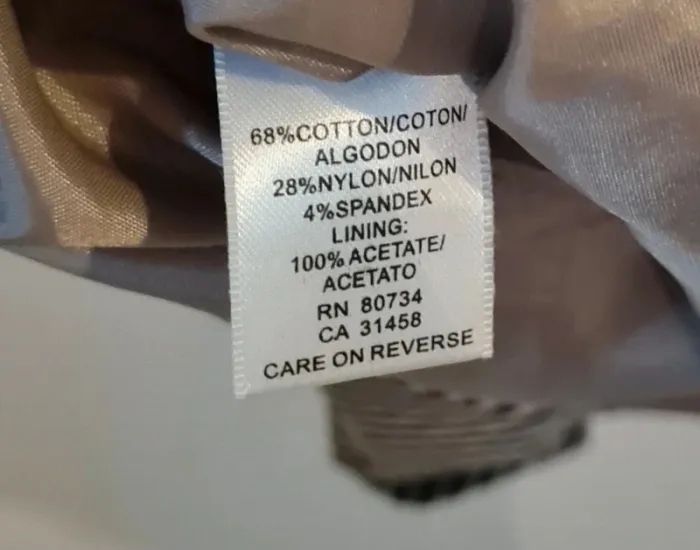 68%COTTON/COTON/
ALGODON
28%NYLON/NILON
4%SPANDEX
LINING:
100% ACETATE/
ACETATO
RN 80734
CA 31458
CARE ON REVERSE